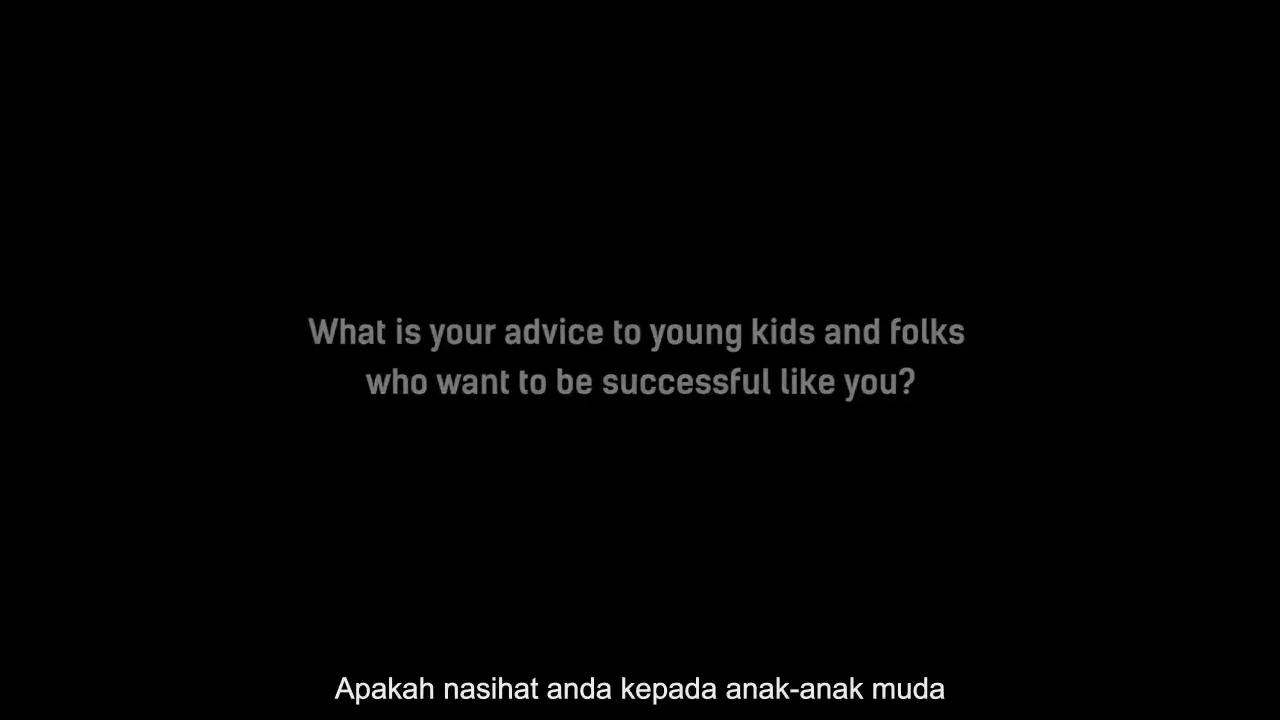 What is your advice to young kids and folks
who want to be successful like you?
Apakah nasihat anda kepada anak-anak muda